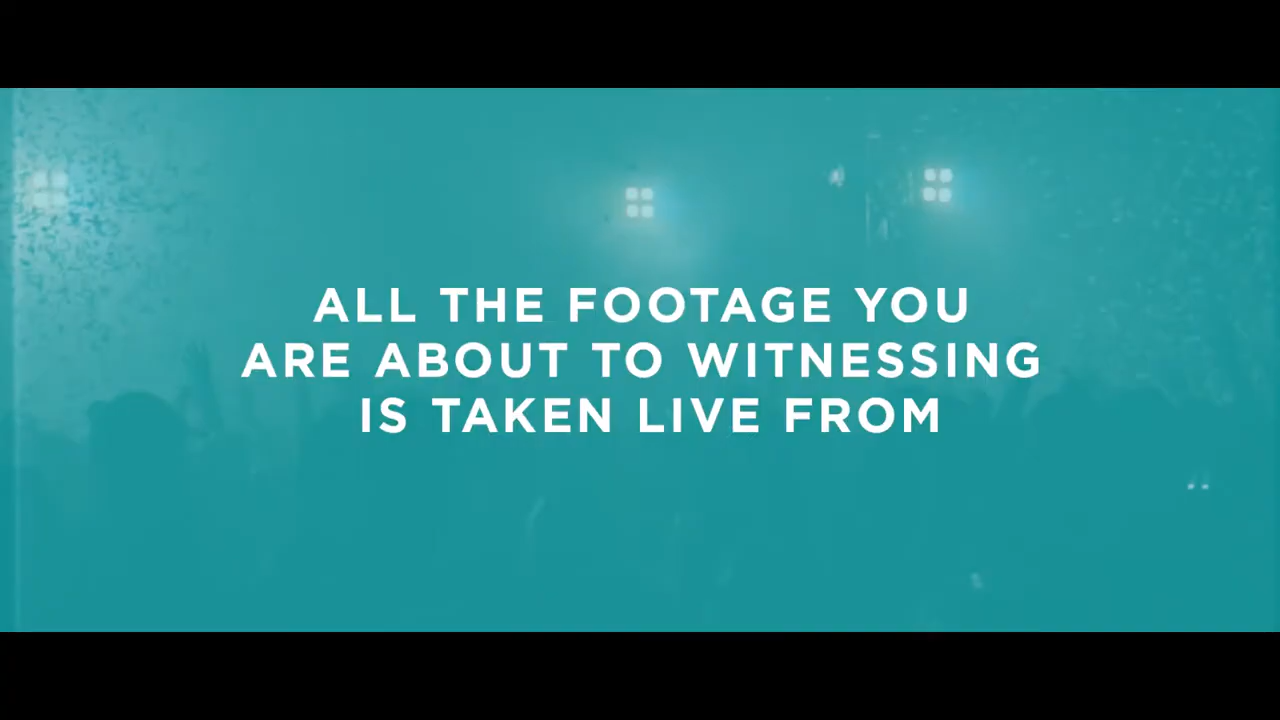 ALL THE FOOTAGE YOU
ARE ABOUT TO WITNESSING
IS TAKEN LIVE FROM